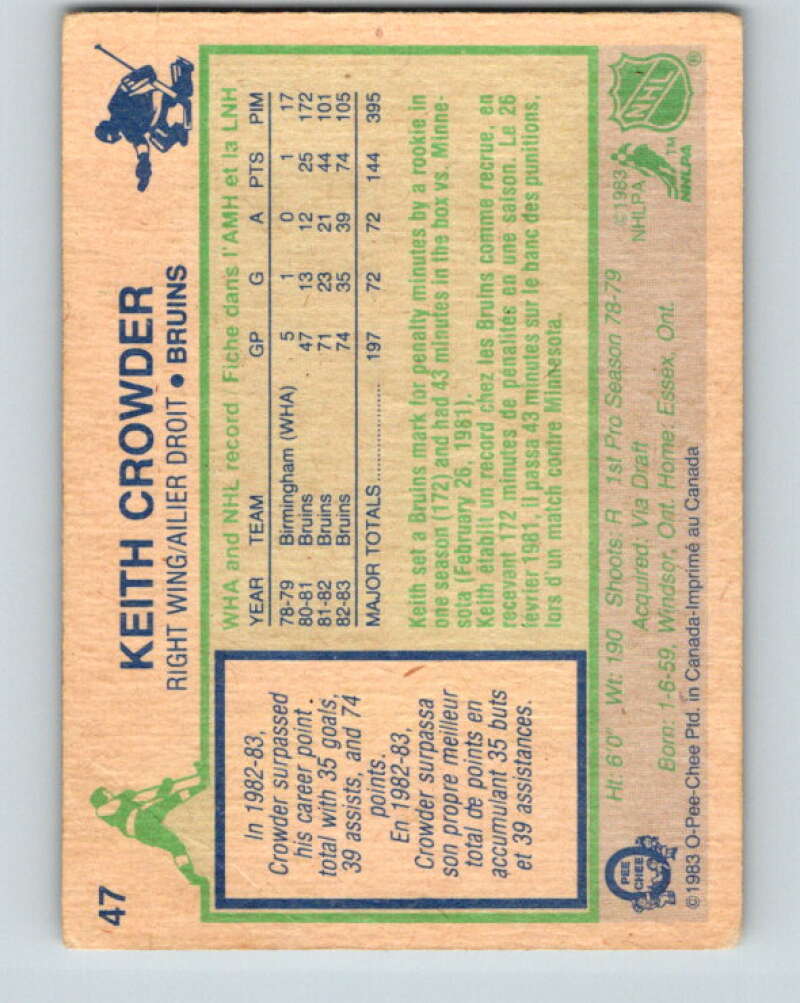 47
KEITH CROWDER
RIGHT WING/AILIER DROIT • BRUINS
In 1982-83,
Crowder surpassed
his career point.
total with 35 goals,
39 assists, and 74
points.
En 1982-83,
Crowder surpassa
son propre meilleur
total de points en
accumulant 35 buts
et 39 assistances.
WHA and NHL record Fiche dans l'AMH et la LNH
YEAR TEAM GP G A PTS PIM
78-79 Birmingham (WHA) 5 1 0 1 17
80-81 Bruins 47 13 12 25 172
81-82 Bruins 71 23 21 44 101
82-83 Bruins 74 35 39 74 105
MAJOR TOTALS.................. 197 72 72 144 395
Keith set a Bruins mark for penalty minutes by a rookie in
one season (172) and had 43 minutes in the box vs. Minne-
sota (February 26, 1981).
Keith établit un record chez les Bruins comme recrue, en
recevant 172 minutes de penalités en une saison. Le 26
février 1981, il passa 43 minutes sur le banc des punitions,
lors d'un match contre Minnesota.
Ht: 6'0" Wt: 190 Shoots: R 1st Pro Season 78-79
Acquired: Via Draft
Born: 1-6-59, Windsor, Ont. Home: Essex, Ont.
©1983 O-Pee-Chee Ptd. in Canada-Imprimé au Canada
PEE
CHEE
©1983
NHLPA
NHL
®
TM
NHLPA